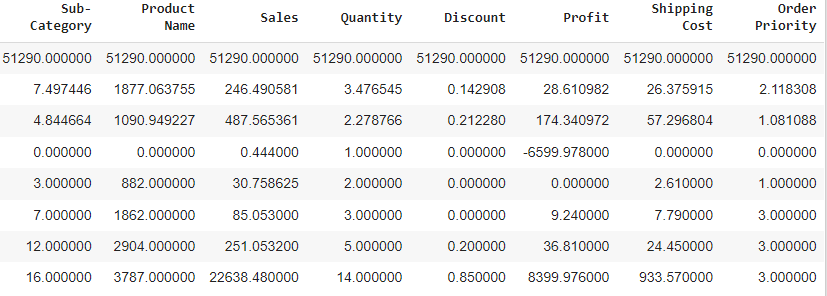 Sub-Category Product Name Sales Quantity Discount Profit Shipping Cost Order Priority
51290.000000 51290.000000 51290.000000 51290.000000 51290.000000 51290.000000 51290.000000 51290.000000
7.497446 1877.063755 246.490581 3.476545 0.142908 28.610982 26.375915 2.118308
4.844664 1090.949227 487.565361 2.278766 0.212280 174.340972 57.296804 1.081088
0.000000 0.000000 0.444000 1.000000 0.000000 -6599.978000 0.000000 0.000000
3.000000 882.000000 30.758625 2.000000 0.000000 0.000000 2.610000 1.000000
7.000000 1862.000000 85.053000 3.000000 0.000000 9.240000 7.790000 3.000000
12.000000 2904.000000 251.053200 5.000000 0.200000 36.810000 24.450000 3.000000
16.000000 3787.000000 22638.480000 14.000000 0.850000 8399.976000 933.570000 3.000000